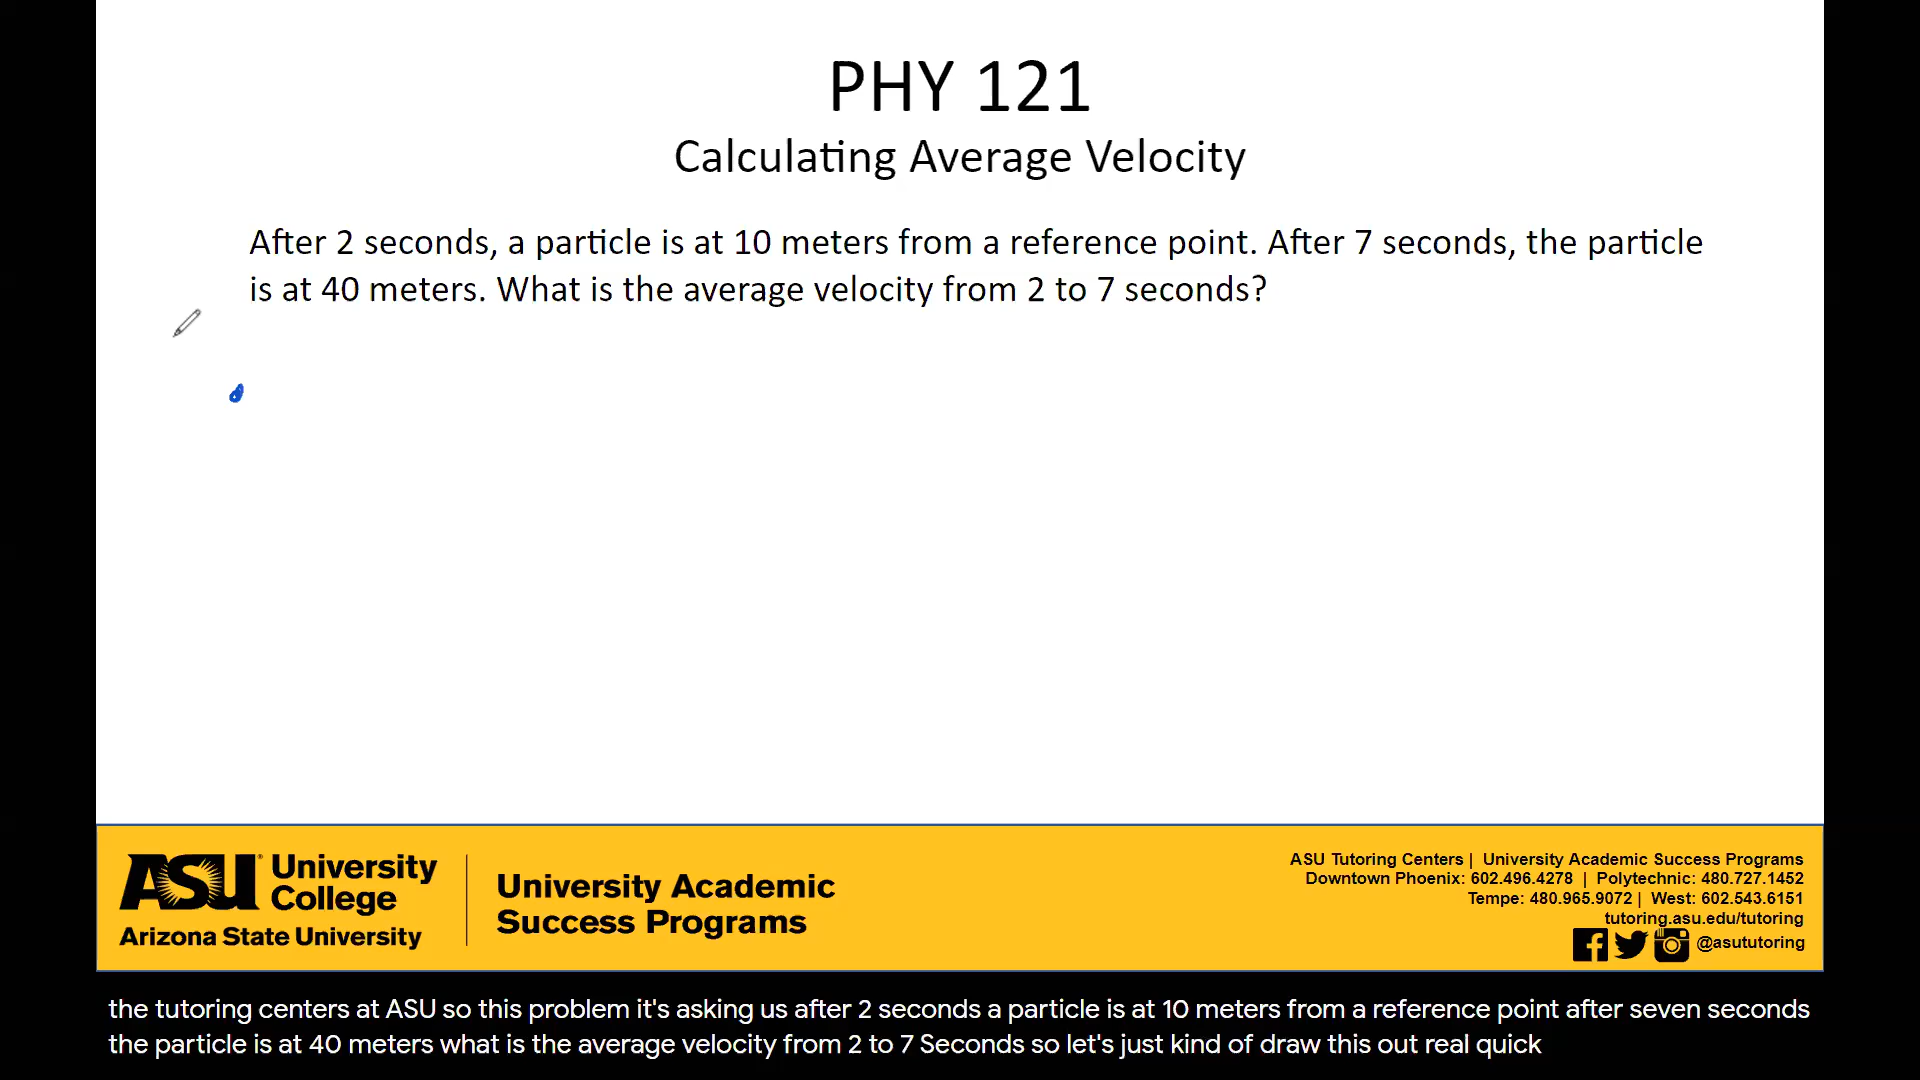 PHY 121
Calculating Average Velocity
After 2 seconds, a particle is at 10 meters from a reference point. After 7 seconds, the particle
is at 40 meters. What is the average velocity from 2 to 7 seconds?
ASU University
College
Arizona State University
University Academic
Success Programs
ASU Tutoring Centers | University Academic Success Programs
Downtown Phoenix: 602.496.4278 | Polytechnic: 480.727.1452
Tempe: 480.965.9072 | West: 602.543.6151
tutoring.asu.edu/tutoring
@asututoring
the tutoring centers at ASU so this problem it's asking us after 2 seconds a particle is at 10 meters from a reference point after seven seconds
the particle is at 40 meters what is the average velocity from 2 to 7 Seconds so let's just kind of draw this out real quick